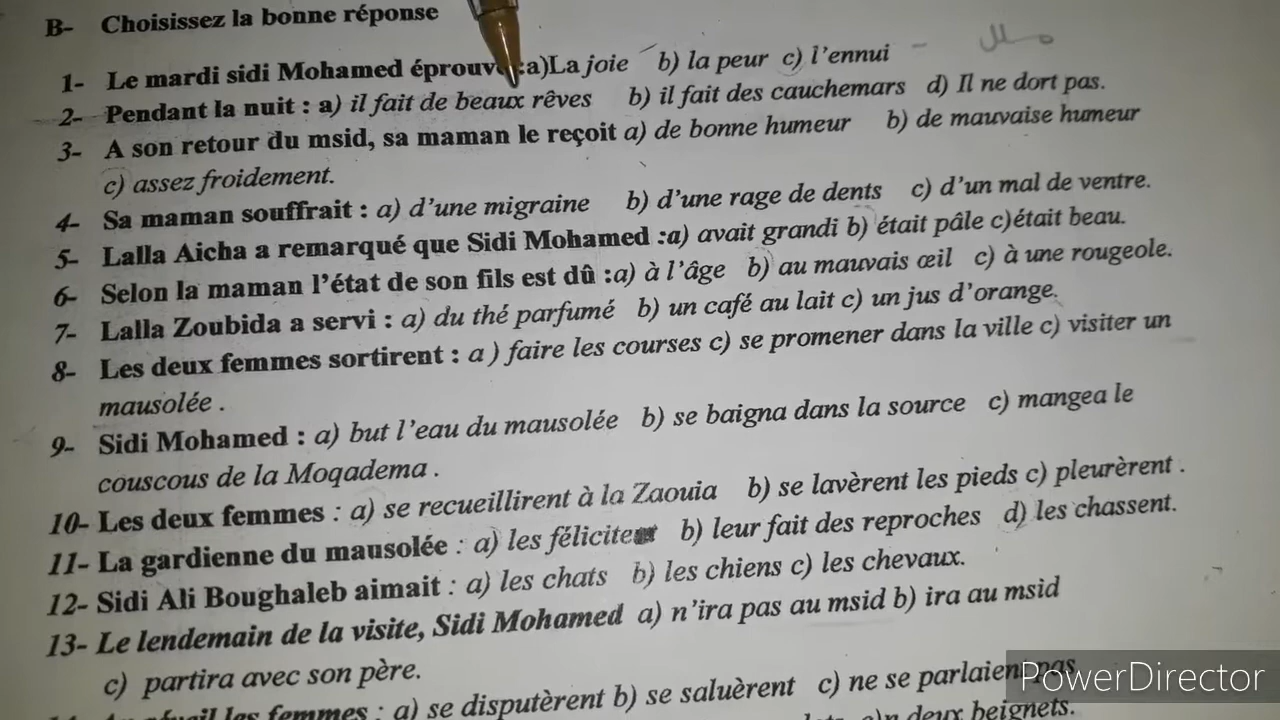 B- Choisissez la bonne réponse
1- Le mardi sidi Mohamed éprouv :a)La joie b) la peur c) l'ennui
2- Pendant la nuit : a) il fait de beaux rêves b) il fait des cauchemars d) Il ne dort pas.
3- A son retour du msid, sa maman le reçoit a) de bonne humeur b) de mauvaise humeur
c) assez froidement.
4- Sa maman souffrait : a) d'une migraine b) d'une rage de dents c) d'un mal de ventre.
5- Lalla Aicha a remarqué que Sidi Mohamed :a) avait grandi b) était pâle c)était beau.
6- Selon la maman l'état de son fils est dû :a) à l'âge b) au mauvais œil c) à une rougeole.
7- Lalla Zoubida a servi : a) du thé parfumé b) un café au lait c) un jus d'orange.
8- Les deux femmes sortirent : a ) faire les courses c) se promener dans la ville c) visiter un
mausolée .
9- Sidi Mohamed : a) but l'eau du mausolée b) se baigna dans la source c) mangea le
couscous de la Moqadema .
10- Les deux femmes : a) se recueillirent à la Zaouia b) se lavèrent les pieds c) pleurèrent .
11- La gardienne du mausolée : a) les félicite b) leur fait des reproches d) les chassent.
12- Sidi Ali Boughaleb aimait : a) les chats b) les chiens c) les chevaux.
13- Le lendemain de la visite, Sidi Mohamed a) n'ira pas au msid b) ira au msid
c) partira avec son père.
les femmes : a) se disputèrent b) se saluèrent c) ne se parlaient pas
deux beignets.
PowerDirector